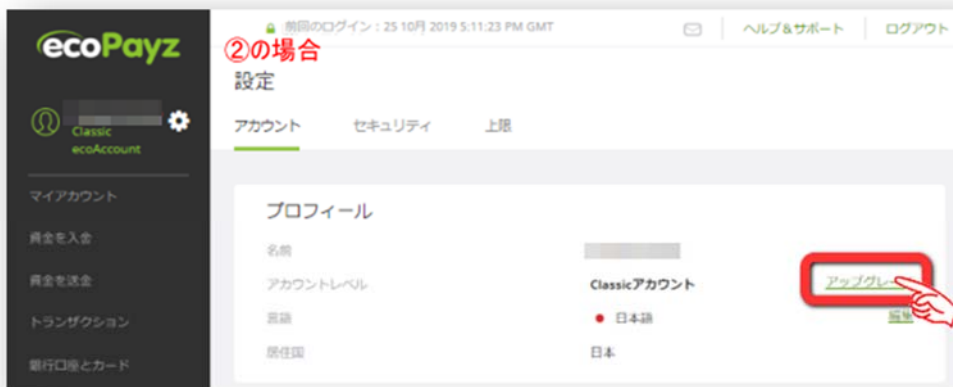 ecoPayz
前回のログイン : 25 10月 2019 5:11:23 PM GMT
ヘルプ&サポート
ログアウト
②の場合
設定
Classic
ecoAccount
アカウント セキュリティ 上限
マイアカウント
資金を入金
資金を送金
トランザクション
銀行口座とカード
プロフィール
名前
アカウントレベル Classicアカウント アップグレー
言語 日本語 編集
居住国 日本